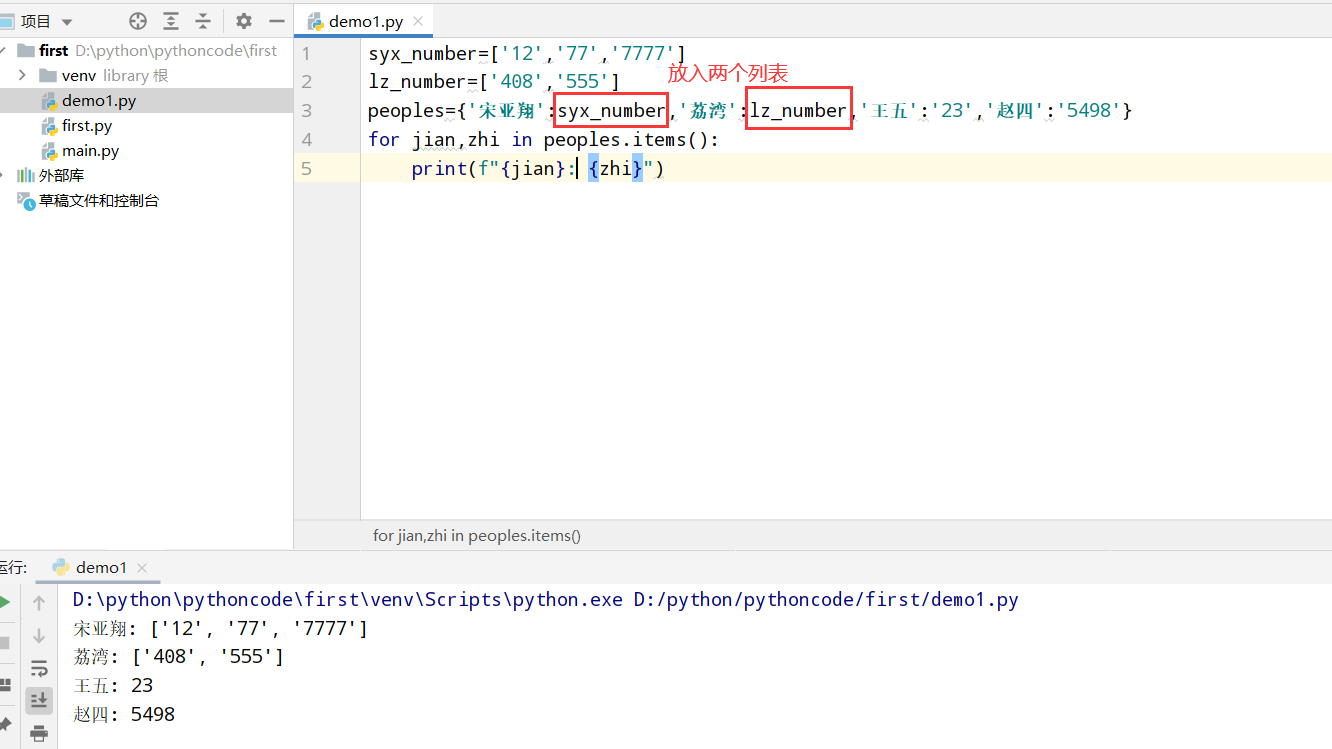 项目
demo1.py
first D:\python\pythoncode\first
venv library 根
demo1.py
first.py
main.py
外部库
草稿文件和控制台
1 syx_number=['12','77','7777']
放入两个列表
2 lz_number=['408','555']
3 peoples={'宋亚翔':syx_number,'荔湾':lz_number,'王五':'23','赵四':'5498'}
4 for jian,zhi in peoples.items():
5 print(f"{jian}: {zhi}")
for jian,zhi in peoples.items()
运行: demo1
D:\python\pythoncode\first\venv\Scripts\python.exe D:/python/pythoncode/first/demo1.py
宋亚翔: ['12', '77', '7777']
荔湾: ['408', '555']
王五: 23
赵四: 5498